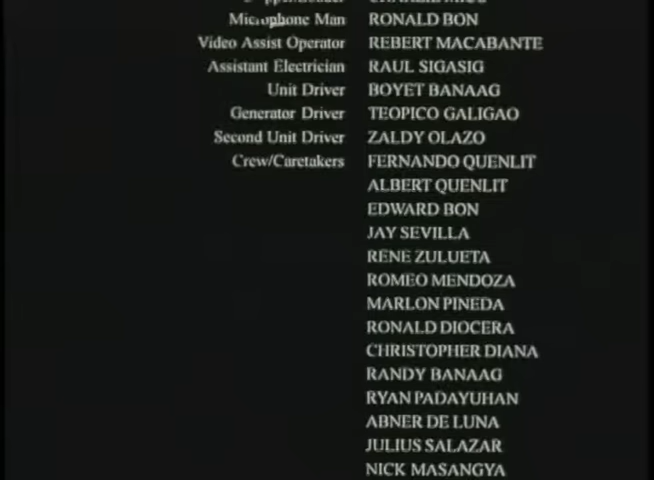 Microphone Man RONALD BON
Video Assist Operator REBERT MACABANTE
Assistant Electrician RAUL SIGASIG
Unit Driver BOYET BANAAG
Generator Driver TEOPICO GALIGAO
Second Unit Driver ZALDY OLAZO
Crew/Caretakers FERNANDO QUENLIT
ALBERT QUENLIT
EDWARD BON
JAY SEVILLA
RENE ZULUETA
ROMEO MENDOZA
MARLON PINEDA
RONALD DIOCERA
CHRISTOPHER DIANA
RANDY BANAAG
RYAN PADAYUHAN
ABNER DE LUNA
JULIUS SALAZAR
NICK MASANGYA